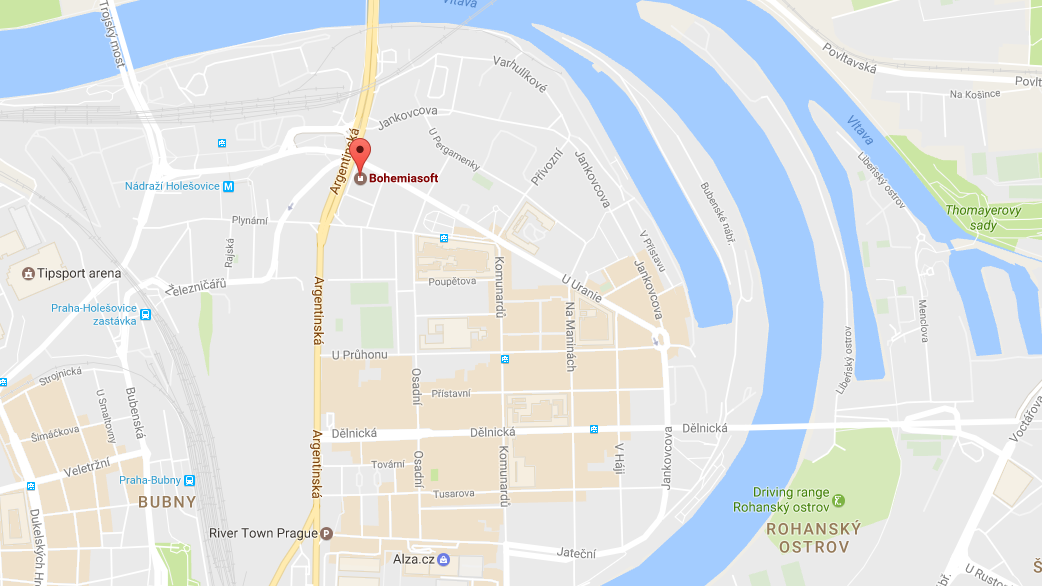 Vltava
Trojský most
Varhulíkové
Povltavská
Povlt
Na Košince
Jankovcova
U Pergamenky
Vltava
Argentinská
Bohemiasoft
Nádraží Holešovice
Přívozní
Jankovcova
Libeňský ostrov
Bubenské nábř.
Thomayerovy
sady
Plynámí
Rajská
V Přístavu
Tipsport arena
Železničářů
Poupětova
Komunardů
U Uranie
Jankovcova
Argentinská
Na Maninách
Menclova
Praha-Holešovice
zastávka
U Průhonu
Libeňský ostrov
Strojnická
Osadní
Přístavní
U Smaltovny
Bubenská
Šimáčkova
Dělnická
Dělnická
Dělnická
Voctářova
Argentinská
Veletržní
Tovární
Osadní
Komunardů
V Háji
Jankovcova
Praha-Bubny
Tusarova
BUBNY
Driving range
Rohanský ostrov
Dukelských Hr
River Town Prague
P
ROHANSKÝ
OSTROV
Alza.cz
Jateční
U Rustonk
Š
ábř.